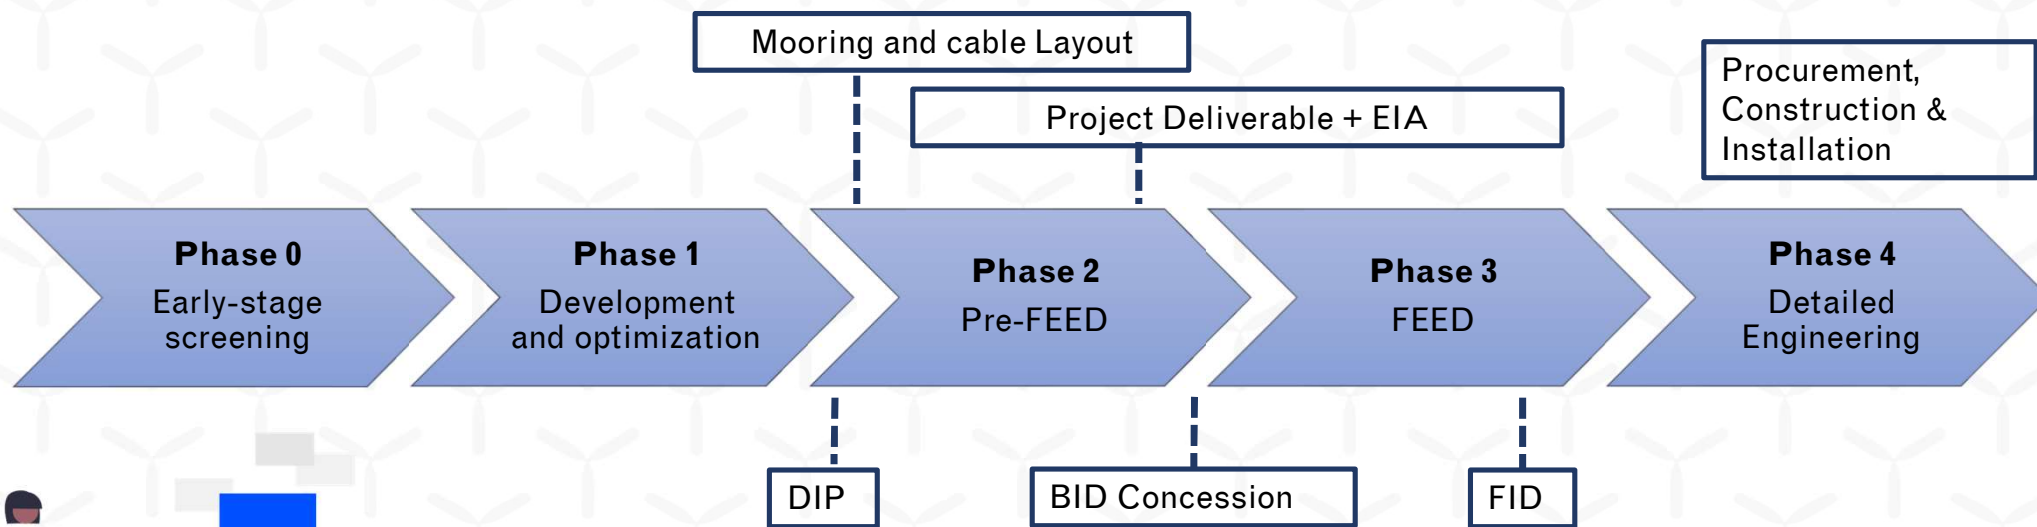 Mooring and cable Layout
Project Deliverable + EIA
Procurement,
Construction &
Installation
Phase 0
Early-stage
screening
Phase 1
Development
and optimization
Phase 2
Pre-FEED
Phase 3
FEED
Phase 4
Detailed
Engineering
DIP
BID Concession
FID